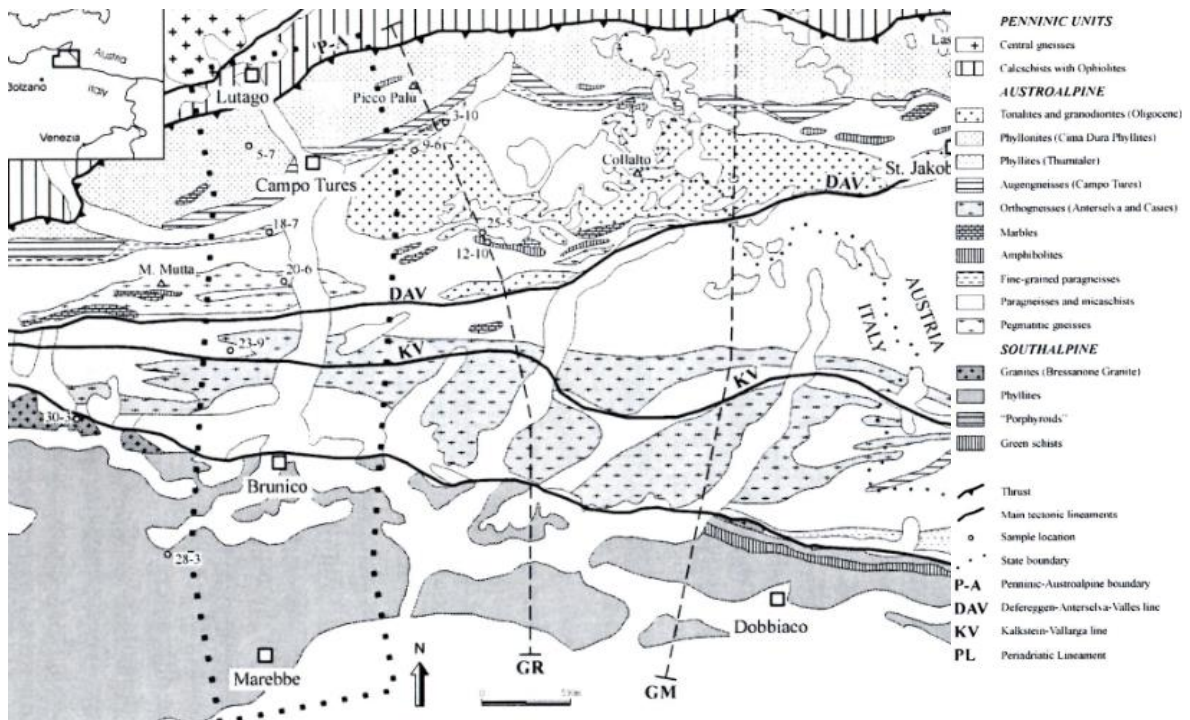 Austria
Bolzano
Italy
Venezia
P-A
Lutago
Picco Palù
3-10
9-6
5-7
Campo Tures
Collalto
St. Jakob
DAV
18-7
25-5
12-10
20-6
M. Mutta
DAV
AUSTRIA
ITALY
23-9
KV
KV
Brunico
28-3
Dobbiaco
Marebbe
N
GR
GM
PENNINIC UNITS
Central gneisses
Calcschists with Ophiolites
AUSTROALPINE
Tonalites and granodiorites (Oligocene)
Phyllonites (Cima Dura Phyllites)
Phyllites (Thurntaler)
Augengneisses (Campo Tures)
Orthogneisses (Anterselva and Casies)
Marbles
Amphibolites
Fine-grained paragneisses
Paragneisses and micaschists
Pegmatitic gneisses
SOUTHALPINE
Granites (Bressanone Granite)
Phyllites
"Porphyroids"
Green schists
Thrust
Main tectonic lineaments
Sample location
State boundary
P-A Penninic-Austroalpine boundary
DAV Defereggen-Anterselva-Valles line
KV Kalkstein-Vallarga line
PL Periadriatic Lineament